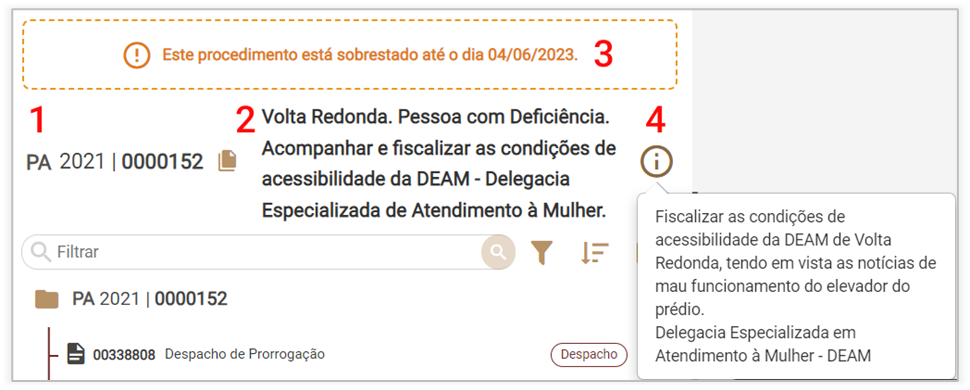 Este procedimento está sobrestado até o dia 04/06/2023. 3
1
2
4
Volta Redonda. Pessoa com Deficiência.
Acompanhar e fiscalizar as condições de
acessibilidade da DEAM - Delegacia
Especializada de Atendimento à Mulher.
PA 2021 | 0000152
Fiscalizar as condições de
acessibilidade da DEAM de Volta
Redonda, tendo em vista as notícias de
mau funcionamento do elevador do
prédio.
Delegacia Especializada em
Atendimento à Mulher - DEAM
Filtrar
PA 2021 | 0000152
00338808 Despacho de Prorrogação Despacho